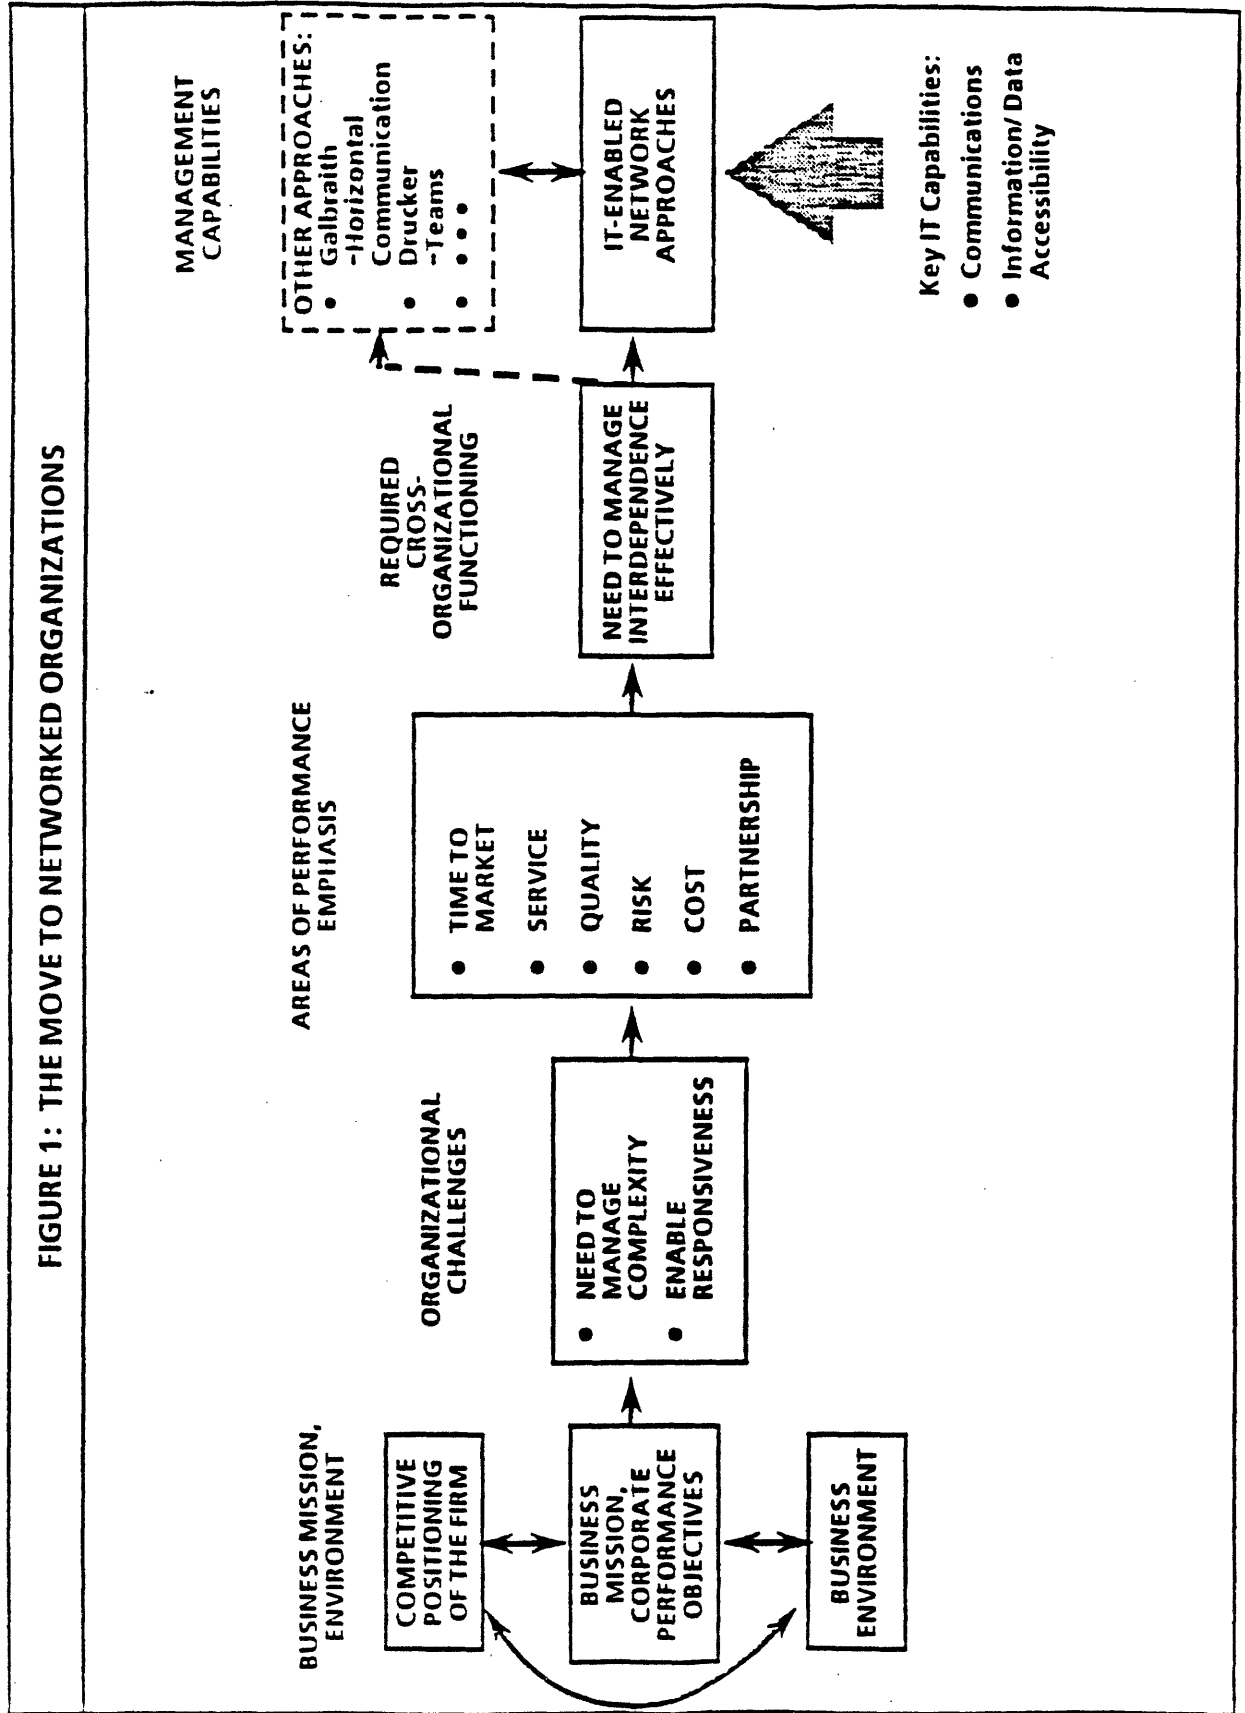 FIGURE 1: THE MOVE TO NETWORKED ORGANIZATIONS
BUSINESS MISSION,
ENVIRONMENT
COMPETITIVE
POSITIONING
OF THE FIRM
BUSINESS
MISSION,
CORPORATE
PERFORMANCE
OBJECTIVES
BUSINESS
ENVIRONMENT
ORGANIZATIONAL
CHALLENGES
• NEED TO
MANAGE
COMPLEXITY
• ENABLE
RESPONSIVENESS
AREAS OF PERFORMANCE
EMPHASIS
• TIME TO
MARKET
• SERVICE
• QUALITY
• RISK
• COST
• PARTNERSHIP
REQUIRED
CROSS-
ORGANIZATIONAL
FUNCTIONING
NEED TO MANAGE
INTERDEPENDENCE
EFFECTIVELY
MANAGEMENT
CAPABILITIES
OTHER APPROACHES:
• Galbraith
-Horizontal
Communication
• Drucker
-Teams
• • • •
IT-ENABLED
NETWORK
APPROACHES
Key IT Capabilities:
• Communications
• Information/ Data
Accessibility